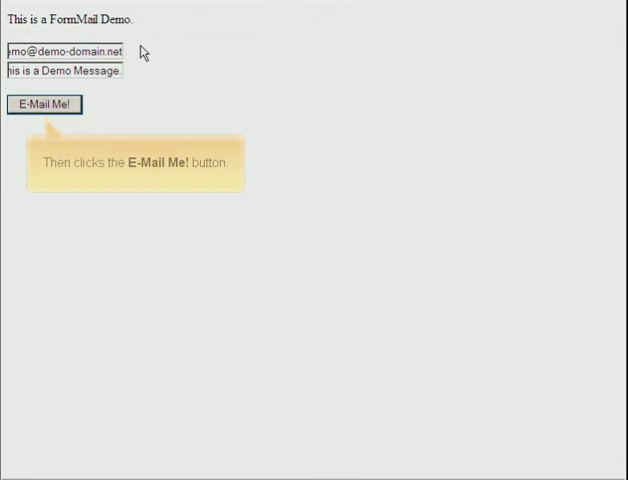 This is a FormMail Demo.
emo@demo-domain.net
his is a Demo Message.
E-Mail Me!
Then clicks the E-Mail Me! button.